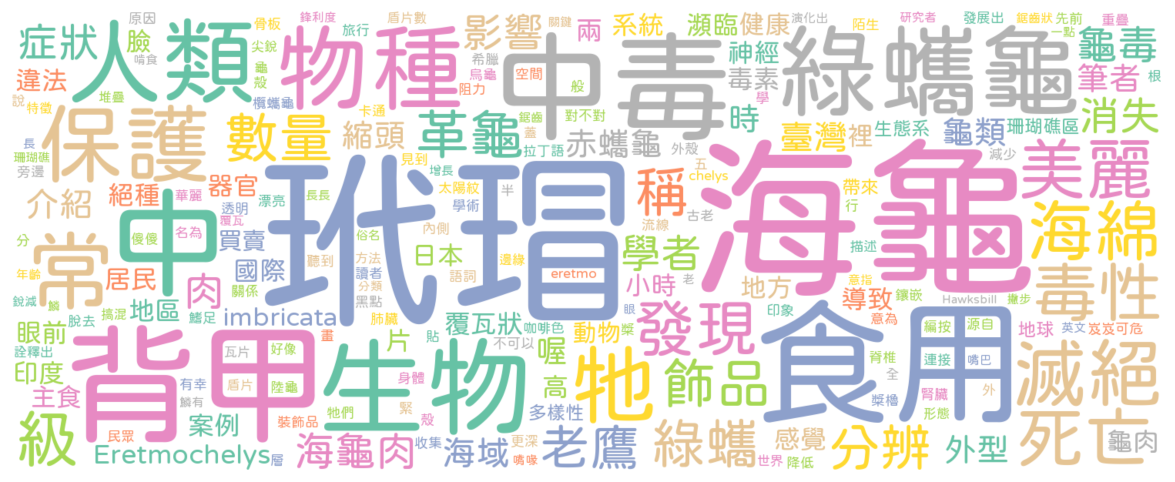 症狀
人類
物種
影響
中毒
綠蠵龜
龜毒
原因
骨板
鋒利度
盾片數
旅行
兩
系統
瀕臨
健康
演化出
陌生
研究者
發展出
鋸齒狀
先前
重疊
臉
啃食
尖銳
關鍵
一點
違法
龜
殼
希臘
烏龜
阻力
空間
般
神經
毒素
學
筆者
根
說
特徵
堆疊
欖蠵龜
卡通
鋸齒
蓋
對不對
保護
數量
縮頭
革龜
拉丁語
赤蠵龜
外殼
時
臺灣
裡
生態系
龜類
珊瑚礁區
消失
減少
長
珊瑚礁
旁邊
絕種
華麗
器官
見到
增長
太陽紋
半
五
chelys
帶來
行
美麗
介紹
中
透明
漂亮
長長
學術
內側
流線
古老
稱
海龜
玳瑁
覆瓦
名為
傻傻
買賣
俗名
聽到
方法
日本
語詞
邊緣
學者
描述
海綿
分
常
年齡
居民
國際
讀者
分類
關係
黑點
eretmo
小時
老
地方
意指
導致
鑲嵌
Hawksbill
撇步
毒性
銳減
鱗
搞混
鰭足
肉
地區
脫去
imbricata
肺臟
畫
貼
片
覆瓦狀
咖啡色
不可以
槳
動物
眼
發現
印象
意為
編按
源自
地球
英文
岌岌可危
眼前
詮釋出
印度
背甲
瓦片
好像
生物
喔
牠
食用
脊椎
連接
嘴巴
滅絕
主食
有幸
鱗有
盾片
陸龜
身體
牠們
緊
殼
高
多樣性
飾品
全
槳櫓
腎臟
形態
外
級
民眾
案例
裝飾品
Eretmochelys
層
海龜肉
收集
海域
更深
嘴喙
老鷹
綠蠵
感覺
世界
降低
分辨
外型
死亡
龜肉